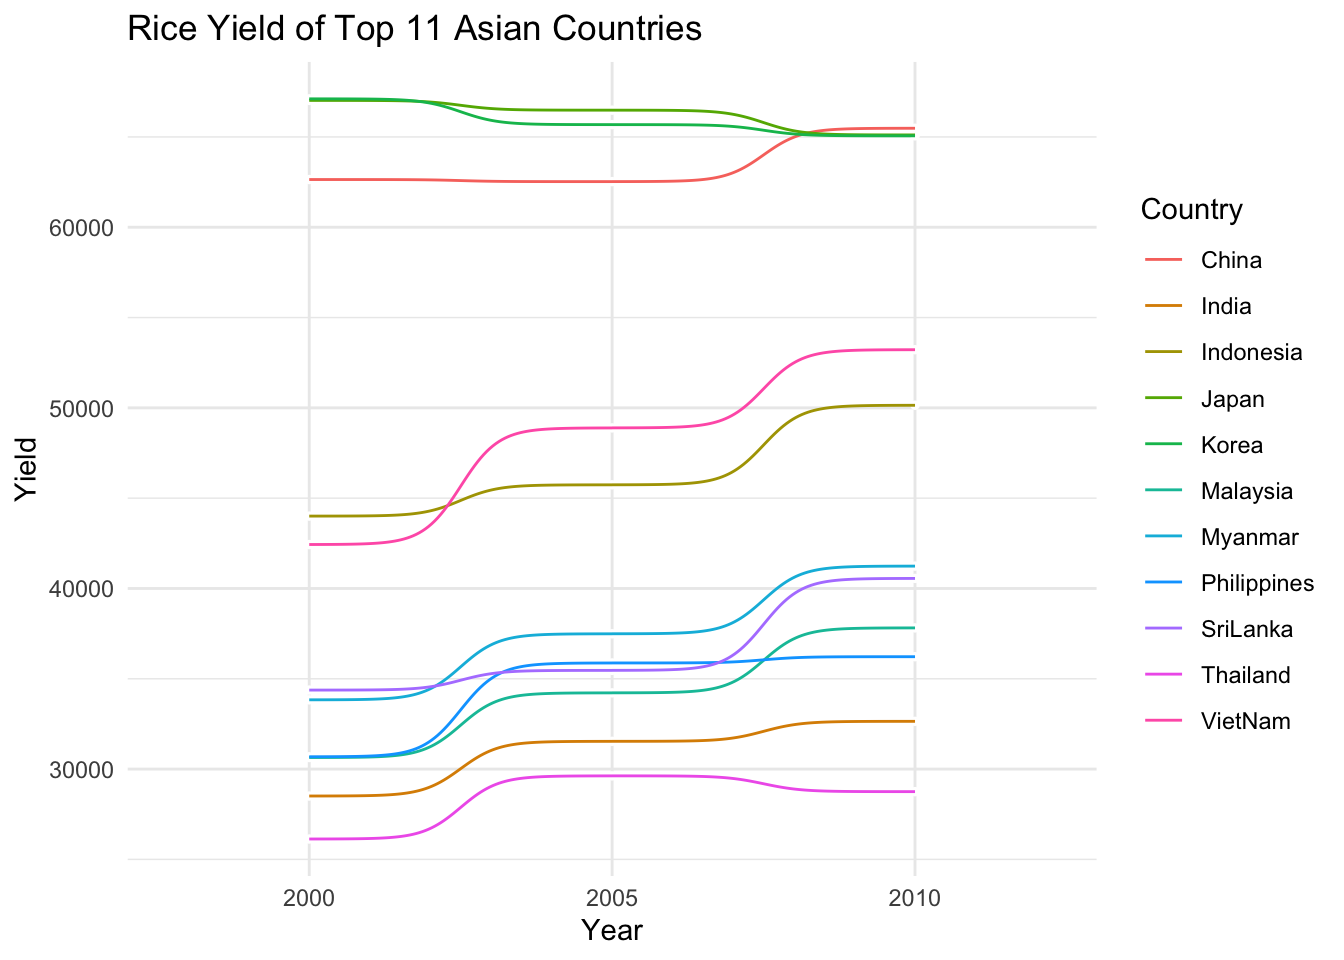 Rice Yield of Top 11 Asian Countries
60000
50000
40000
30000
Yield
2000 2005 2010
Year
Country
China
India
Indonesia
Japan
Korea
Malaysia
Myanmar
Philippines
SriLanka
Thailand
VietNam